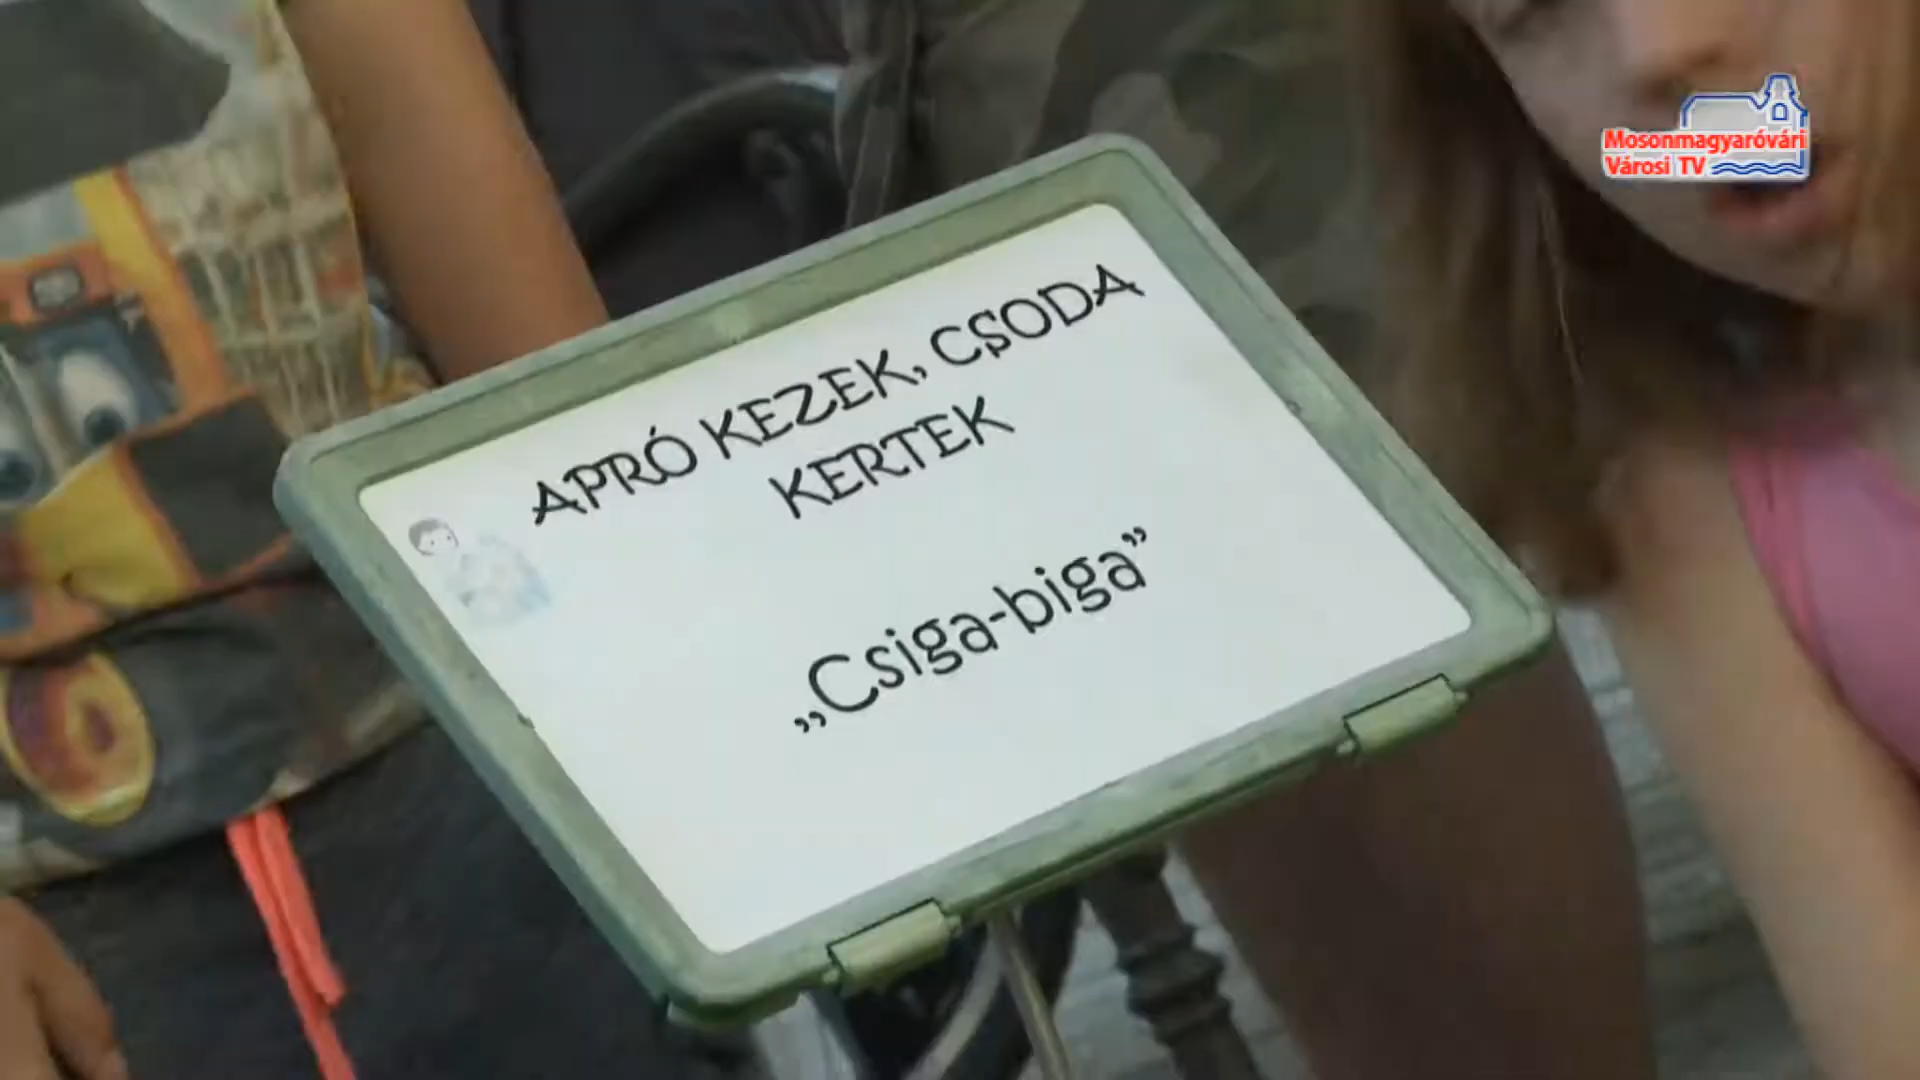 Mosonmagyaróvári
Városi TV
APRÓ KEZEK, CSODA
KERTEK
„Csiga-biga”